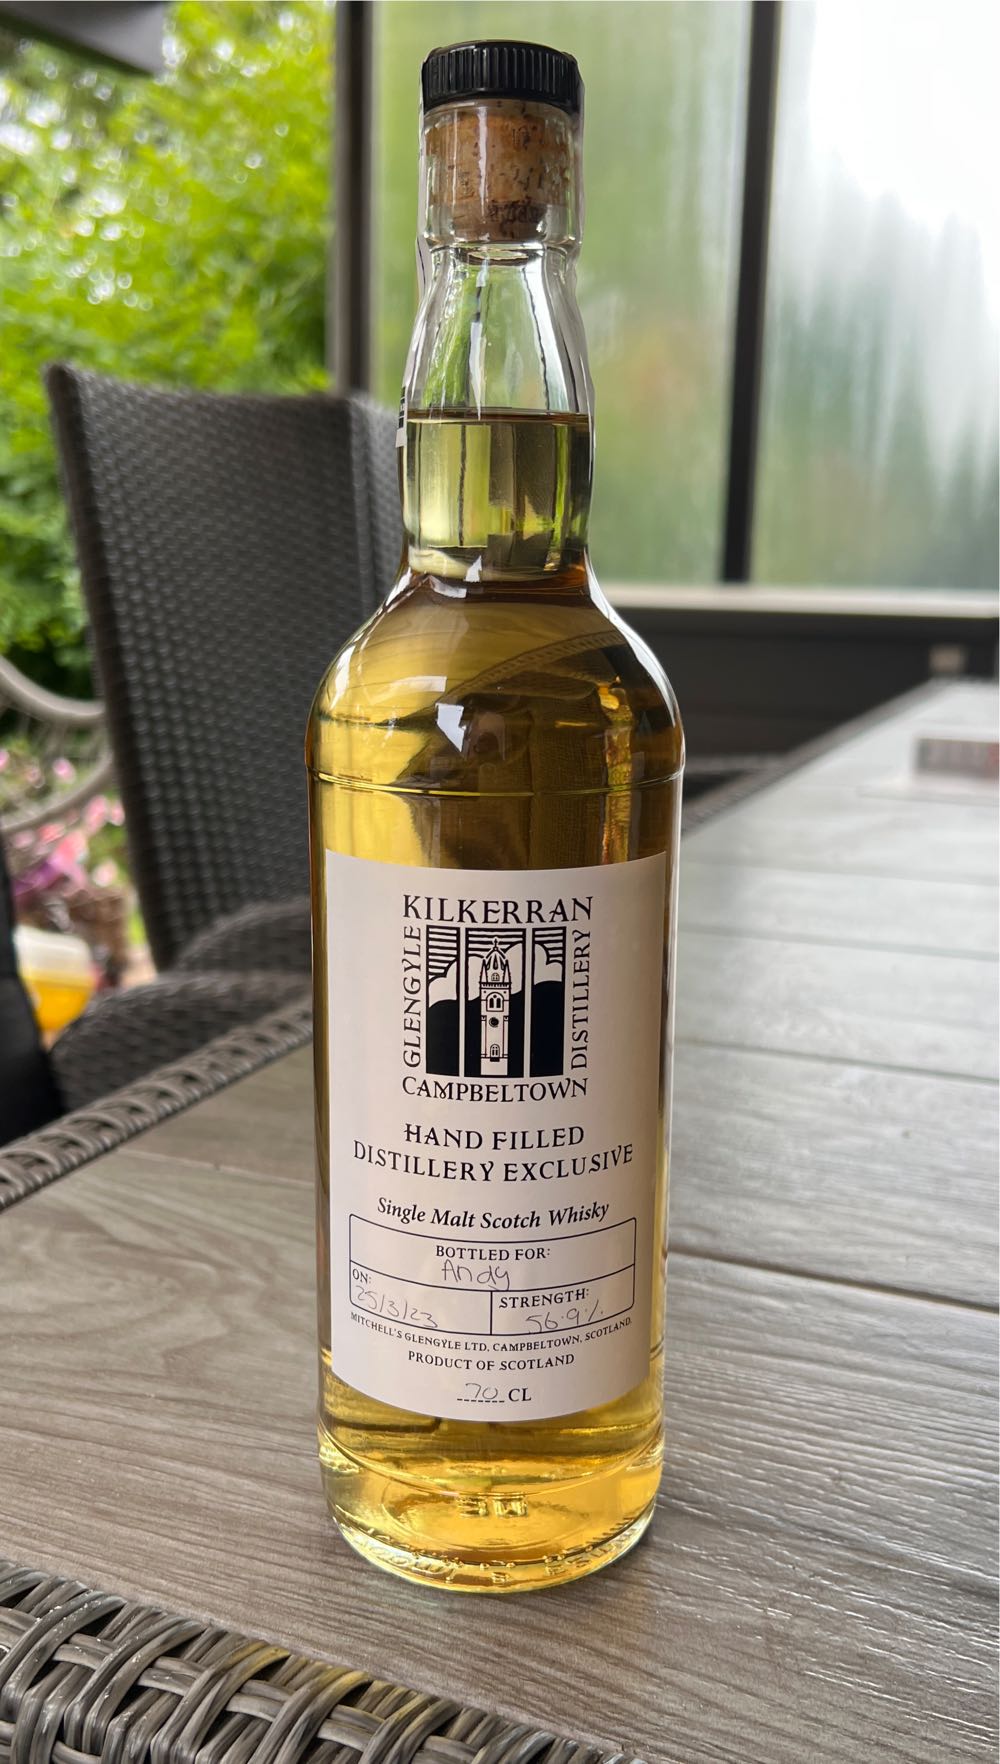 KILKERRAN
GLENGYLE
DISTILLERY
CAMPBELTOWN
HAND FILLED
DISTILLERY EXCLUSIVE
Single Malt Scotch Whisky
BOTTLED FOR:
Andy
ON:
25/3/23
STRENGTH:
56.9%
MITCHELL'S GLENGYLE LTD, CAMPBELTOWN, SCOTLAND.
PRODUCT OF SCOTLAND
70 CL